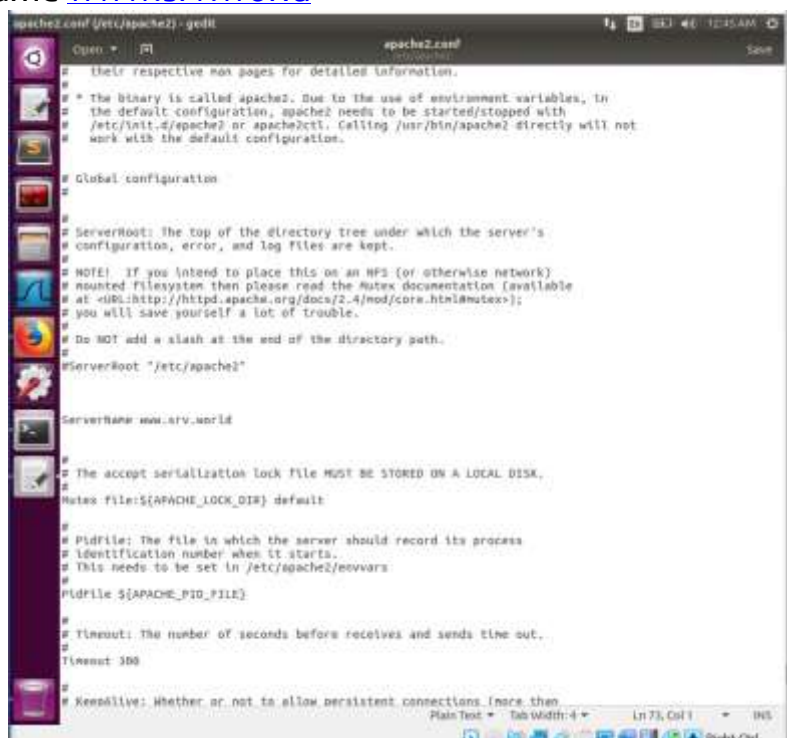 apache2.conf (/etc/apache2) - gedit 12:45 AM
Open apache2.conf Save
/etc/apache2
# their respective man pages for detailed information.
#
# * The binary is called apache2. Due to the use of environment variables, in
# the default configuration, apache2 needs to be started/stopped with
# /etc/init.d/apache2 or apache2ctl. Calling /usr/bin/apache2 directly will not
# work with the default configuration.
# Global configuration
#
#
# ServerRoot: The top of the directory tree under which the server's
# configuration, error, and log files are kept.
#
# NOTE! If you intend to place this on an NFS (or otherwise network)
# mounted filesystem then please read the Mutex documentation (available
# at <URL:http://httpd.apache.org/docs/2.4/mod/core.html#mutex>);
# you will save yourself a lot of trouble.
#
# Do NOT add a slash at the end of the directory path.
#
#ServerRoot "/etc/apache2"
ServerName www.srv.world
#
# The accept serialization lock file MUST BE STORED ON A LOCAL DISK.
#
Mutex file:${APACHE_LOCK_DIR} default
#
# PidFile: The file in which the server should record its process
# identification number when it starts.
# This needs to be set in /etc/apache2/envvars
#
PidFile ${APACHE_PID_FILE}
#
# Timeout: The number of seconds before receives and sends time out.
#
Timeout 300
#
# KeepAlive: Whether or not to allow persistent connections (more than
Plain Text Tab Width: 4 Ln 73, Col 1 INS
Right Ctrl